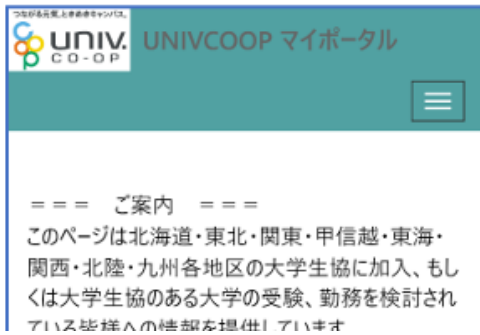 つながる元気、ときめきキャンパス。
UNIV.
CO-OP
UNIVCOOP マイポータル
＝＝＝　ご案内　＝＝＝
このページは北海道・東北・関東・甲信越・東海・
関西・北陸・九州各地区の大学生協に加入、もし
くは大学生協のある大学の受験、勤務を検討され
ている皆様への情報を提供しています